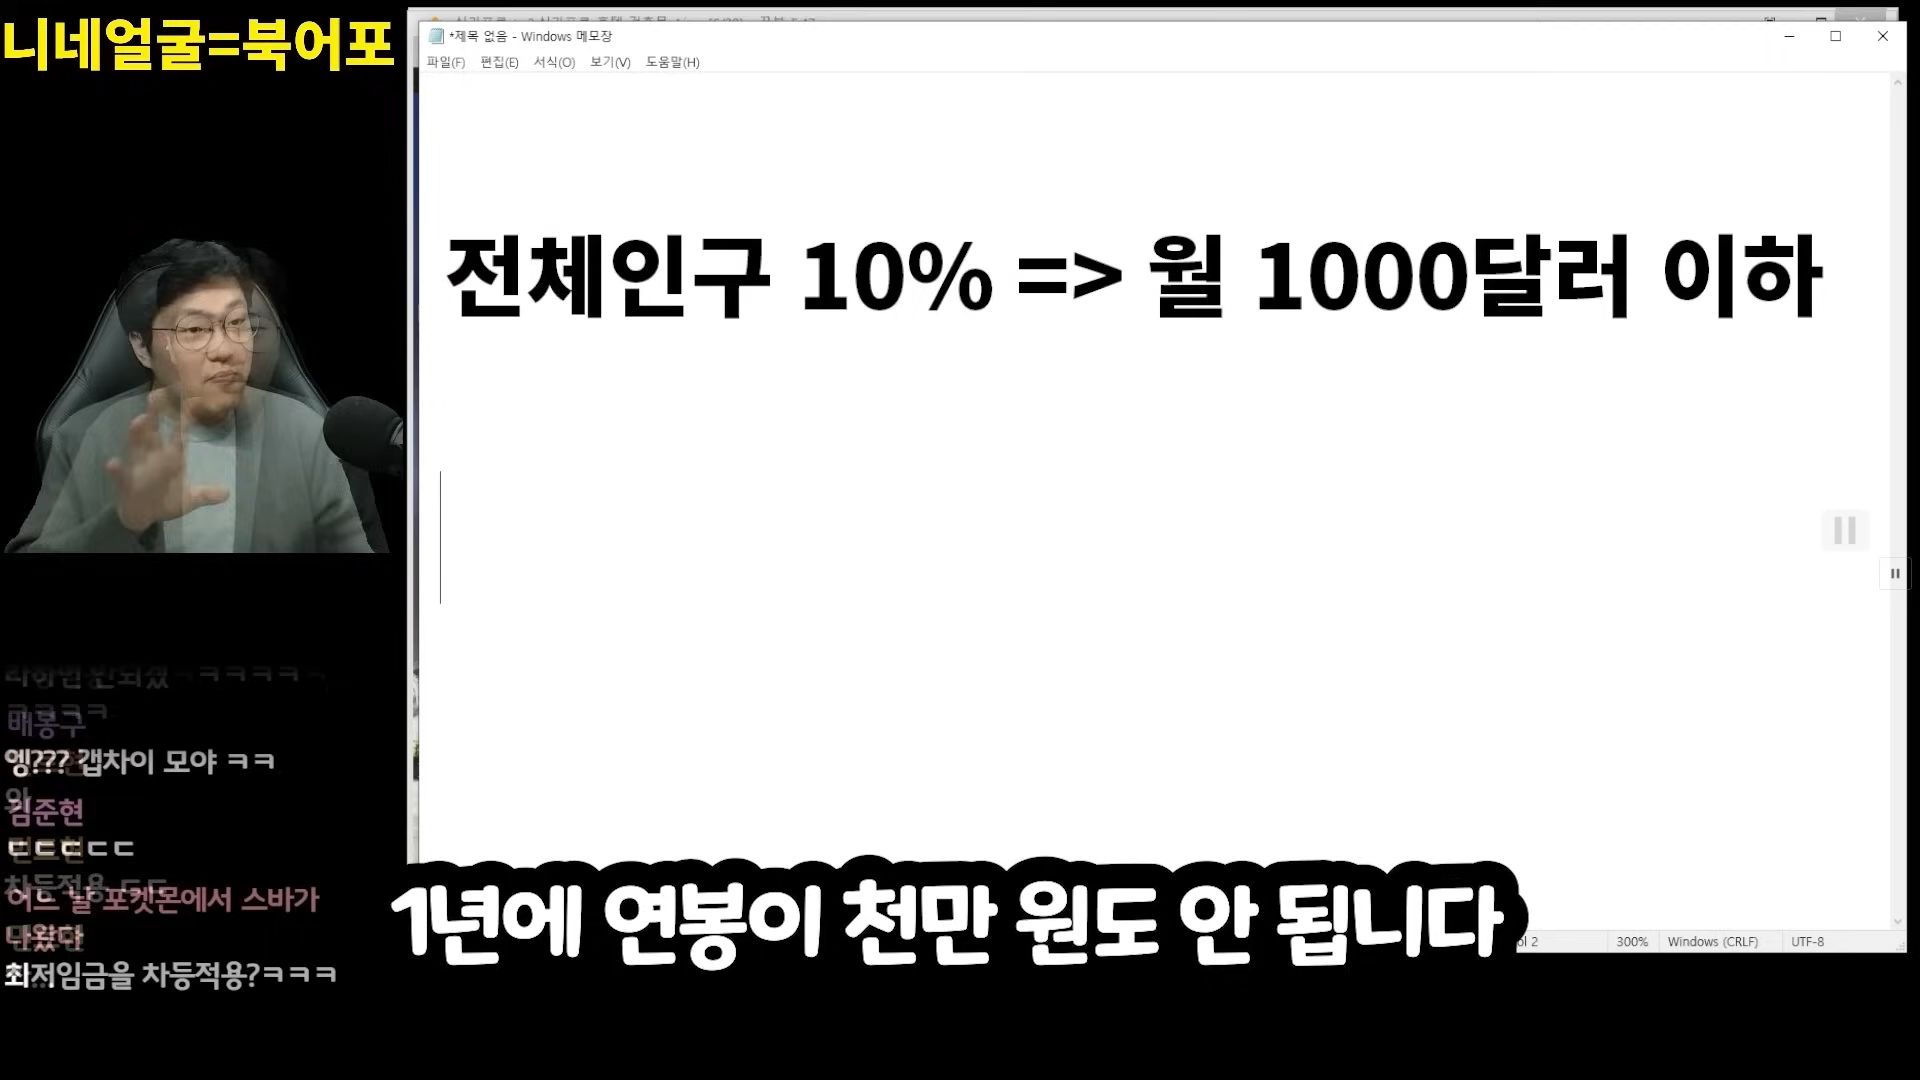 니네얼굴=북어포
*제목 없음 - Windows 메모장
파일(F) 편집(E) 서식(O) 보기(V) 도움말(H)
전체인구 10% => 월 1000달러 이하
배봉구
엥??? 갭차이 모야 ㅋㅋ
김준현
ㄷㄷㄷㄷㄷ
어느 날 포켓몬에서 스바가
나왔다
최저임금을 차등적용?ㅋㅋㅋ
1년에 연봉이 천만 원도 안 됩니다
300% Windows (CRLF) UTF-8